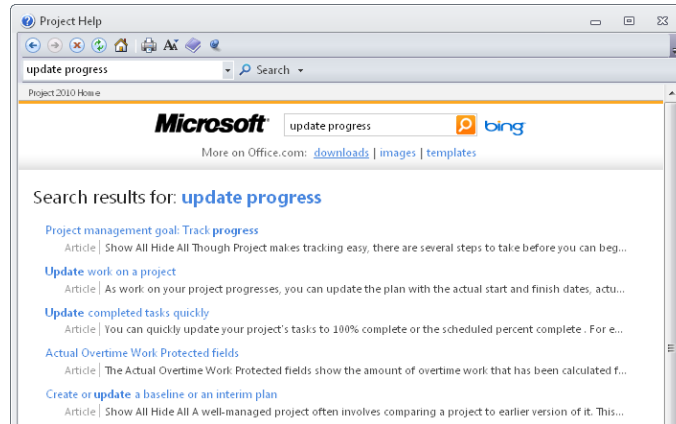 Project Help
update progress
Search
Project 2010 Home
Microsoft update progress bing
More on Office.com: downloads | images | templates
Search results for: update progress
Project management goal: Track progress
Article | Show All Hide All Though Project makes tracking easy, there are several steps to take before you can beg...
Update work on a project
Article | As work on your project progresses, you can update the plan with the actual start and finish dates, actu...
Update completed tasks quickly
Article | You can quickly update your project's tasks to 100% complete or the scheduled percent complete . For e...
Actual Overtime Work Protected fields
Article | The Actual Overtime Work Protected fields show the amount of overtime work that has been calculated f...
Create or update a baseline or an interim plan
Article | Show All Hide All A well-managed project often involves comparing a project to earlier version of it. This...